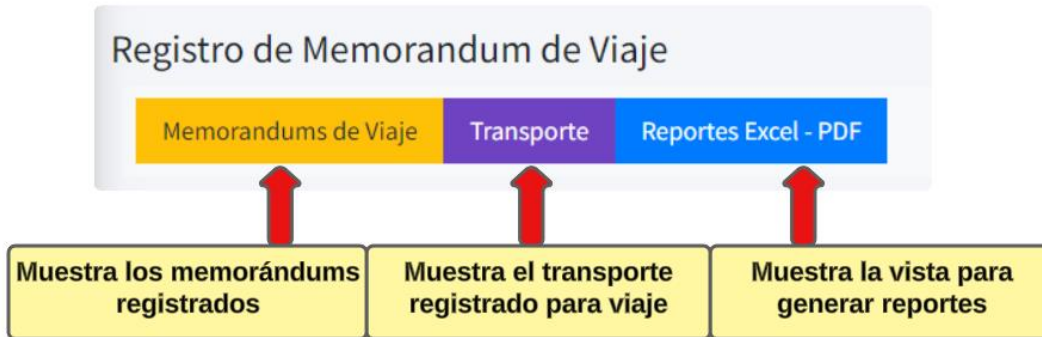 Registro de Memorandum de Viaje
Memorandums de Viaje
Transporte
Reportes Excel - PDF
Muestra los memorándums
registrados
Muestra el transporte
registrado para viaje
Muestra la vista para
generar reportes